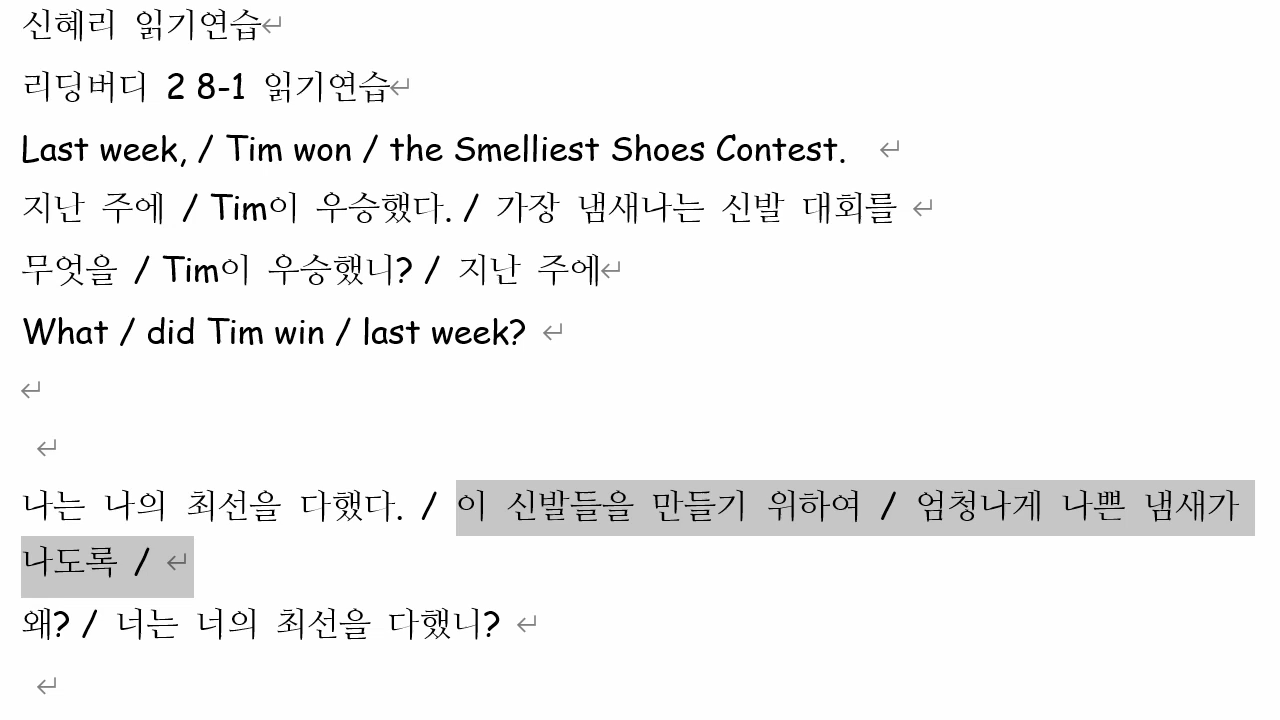 신혜리 읽기연습
리딩버디 2 8-1 읽기연습
Last week, / Tim won / the Smelliest Shoes Contest.
지난 주에 / Tim이 우승했다. / 가장 냄새나는 신발 대회를
무엇을 / Tim이 우승했니? / 지난 주에
What / did Tim win / last week?
나는 나의 최선을 다했다. / 이 신발들을 만들기 위하여 / 엄청나게 나쁜 냄새가
나도록 /
왜? / 너는 너의 최선을 다했니?